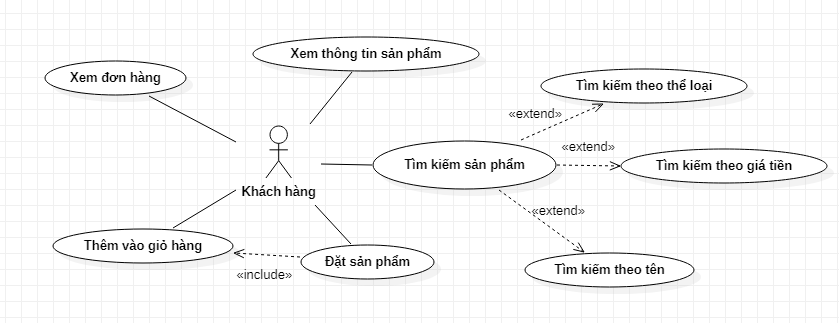 Xem thông tin sản phẩm
Xem đơn hàng
Tìm kiếm theo thể loại
«extend»
«extend»
Tìm kiếm sản phẩm
Tìm kiếm theo giá tiền
Khách hàng
«extend»
Thêm vào giỏ hàng
Đặt sản phẩm
«include»
Tìm kiếm theo tên